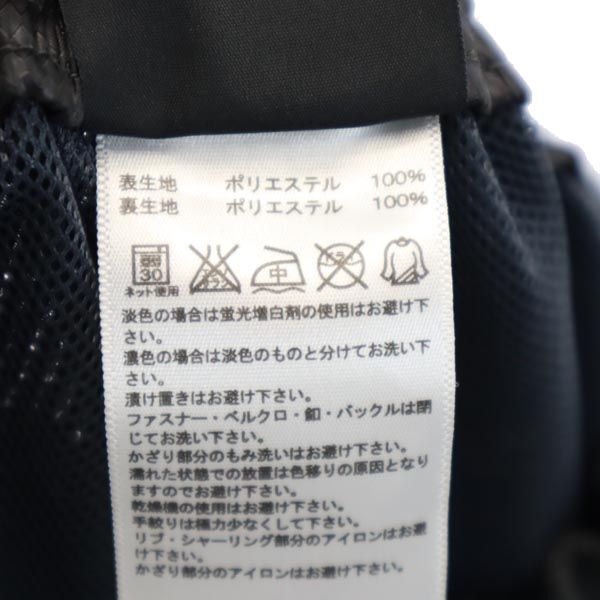 表生地 ポリエステル 100%
裏生地 ポリエステル 100%
弱 30 中
ネット使用
淡色の場合は蛍光増白剤の使用はお避け下
さい。
濃色の場合は淡色のものと分けてお洗い下
さい。
漬け置きはお避け下さい。
ファスナー・ベルクロ・釦・バックルは閉
じてお洗い下さい。
かざり部分のもみ洗いはお避け下さい。
濡れた状態での放置は色移りの原因となり
ますのでお避け下さい。
乾燥機の使用はお避け下さい。
手絞りは極力少なくして下さい。
リブ・シャーリング部分のアイロンはお避
け下さい。
かざり部分のアイロンはお避け下さい。